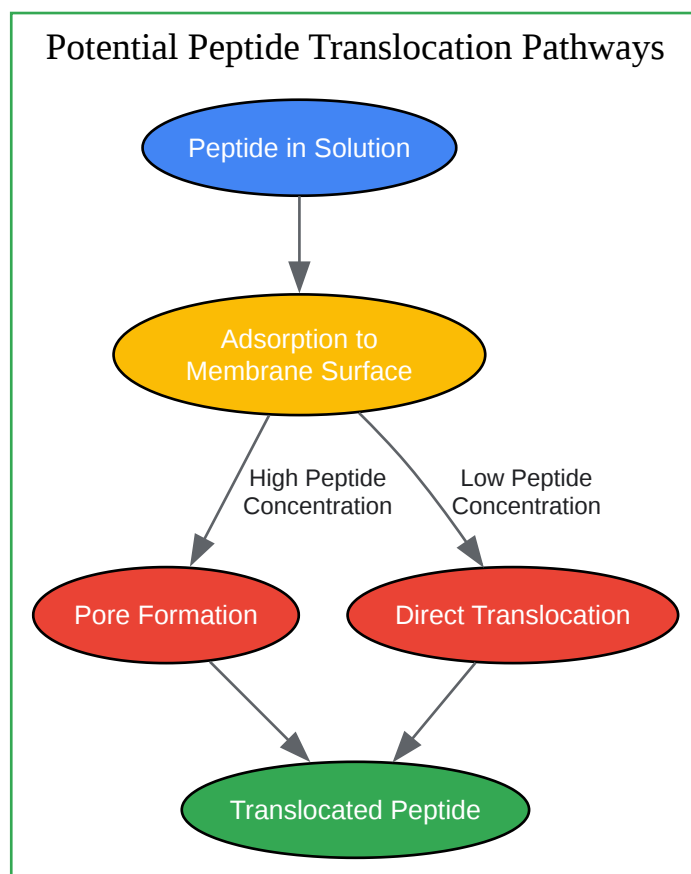 Potential Peptide Translocation Pathways
Peptide in Solution
Adsorption to
Membrane Surface
High Peptide
Concentration
Low Peptide
Concentration
Pore Formation
Direct Translocation
Translocated Peptide